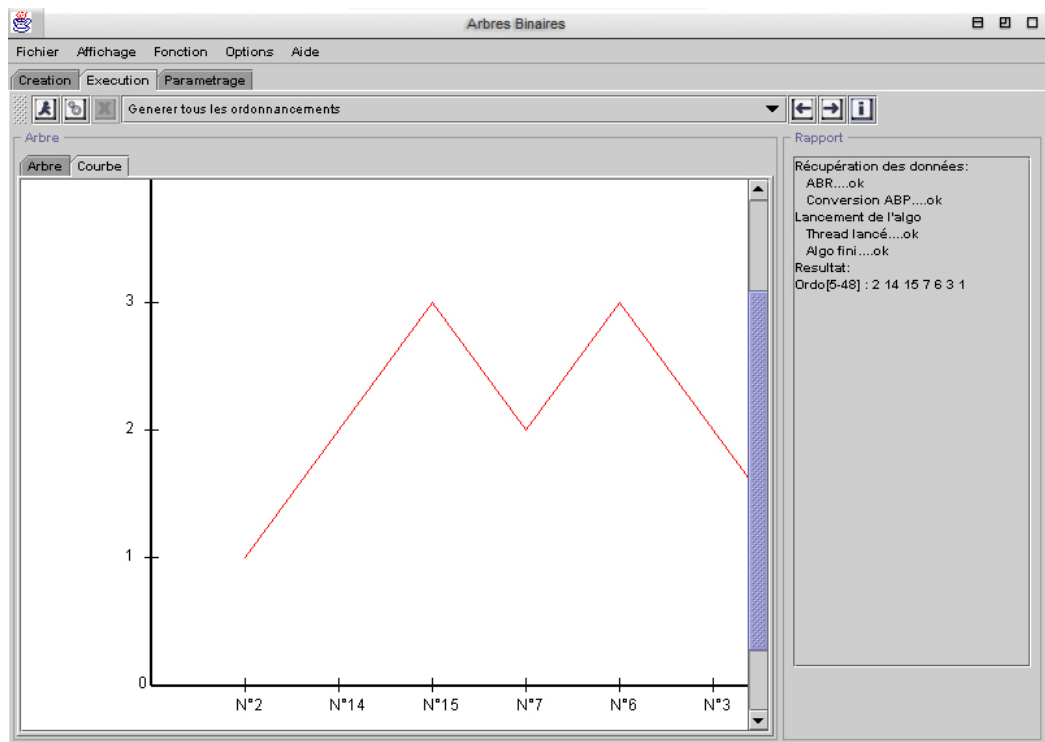 Arbres Binaires
Fichier Affichage Fonction Options Aide
Creation Execution Parametrage
Generer tous les ordonnancements
Arbre
Arbre Courbe
3
2
1
0
N°2 N°14 N°15 N°7 N°6 N°3
Rapport
Récupération des données:
ABR....ok
Conversion ABP....ok
Lancement de l'algo
Thread lancé....ok
Algo fini....ok
Resultat:
Ordo[5-48] : 2 14 15 7 6 3 1